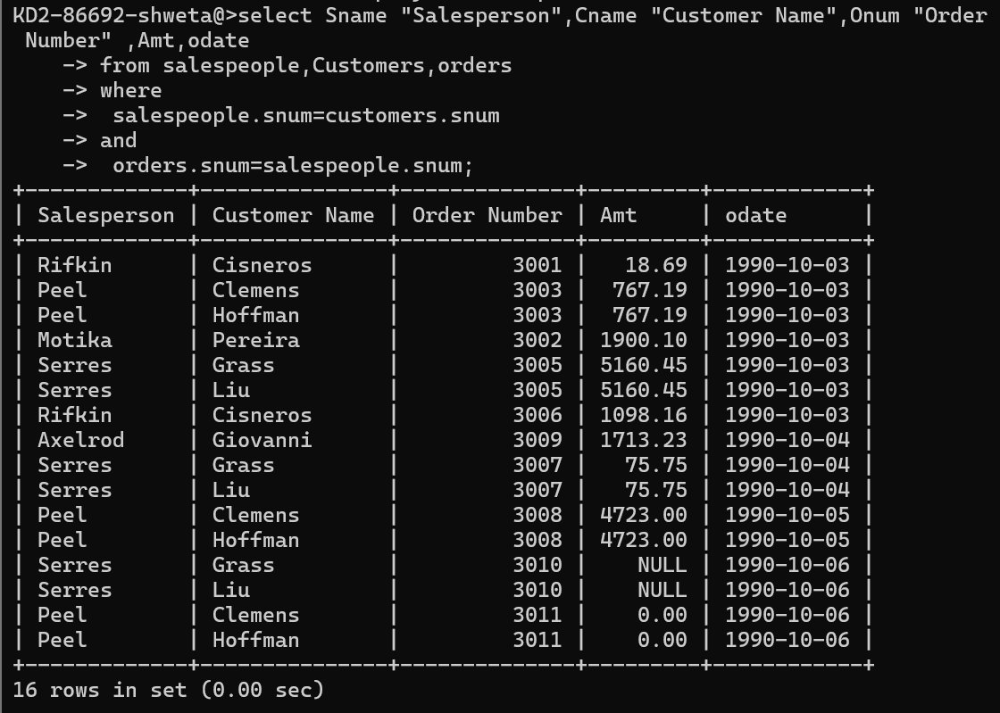 KD2-86692-shweta@>select Sname "Salesperson",Cname "Customer Name",Onum "Order
 Number" ,Amt,odate
    -> from salespeople,Customers,orders
    -> where
    ->  salespeople.snum=customers.snum
    -> and
    ->  orders.snum=salespeople.snum;
+-------------+---------------+--------------+---------+------------+
| Salesperson | Customer Name | Order Number | Amt     | odate      |
+-------------+---------------+--------------+---------+------------+
| Rifkin      | Cisneros      |         3001 |   18.69 | 1990-10-03 |
| Peel        | Clemens       |         3003 |  767.19 | 1990-10-03 |
| Peel        | Hoffman       |         3003 |  767.19 | 1990-10-03 |
| Motika      | Pereira       |         3002 | 1900.10 | 1990-10-03 |
| Serres      | Grass         |         3005 | 5160.45 | 1990-10-03 |
| Serres      | Liu           |         3005 | 5160.45 | 1990-10-03 |
| Rifkin      | Cisneros      |         3006 | 1098.16 | 1990-10-03 |
| Axelrod     | Giovanni      |         3009 | 1713.23 | 1990-10-04 |
| Serres      | Grass         |         3007 |   75.75 | 1990-10-04 |
| Serres      | Liu           |         3007 |   75.75 | 1990-10-04 |
| Peel        | Clemens       |         3008 | 4723.00 | 1990-10-05 |
| Peel        | Hoffman       |         3008 | 4723.00 | 1990-10-05 |
| Serres      | Grass         |         3010 |    NULL | 1990-10-06 |
| Serres      | Liu           |         3010 |    NULL | 1990-10-06 |
| Peel        | Clemens       |         3011 |    0.00 | 1990-10-06 |
| Peel        | Hoffman       |         3011 |    0.00 | 1990-10-06 |
+-------------+---------------+--------------+---------+------------+
16 rows in set (0.00 sec)